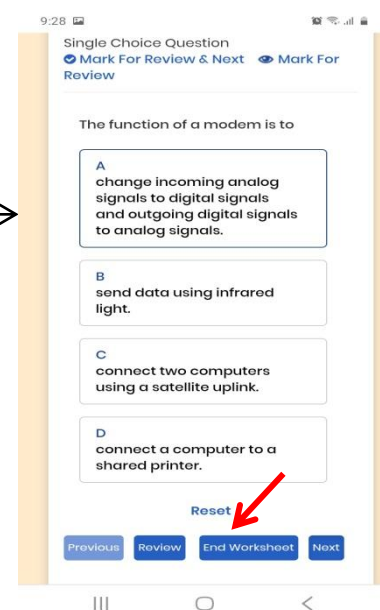 9:28
Single Choice Question
Mark For Review & Next Mark For
Review
The function of a modem is to
A
change incoming analog
signals to digital signals
and outgoing digital signals
to analog signals.
B
send data using infrared
light.
C
connect two computers
using a satellite uplink.
D
connect a computer to a
shared printer.
Reset
Previous Review End Worksheet Next